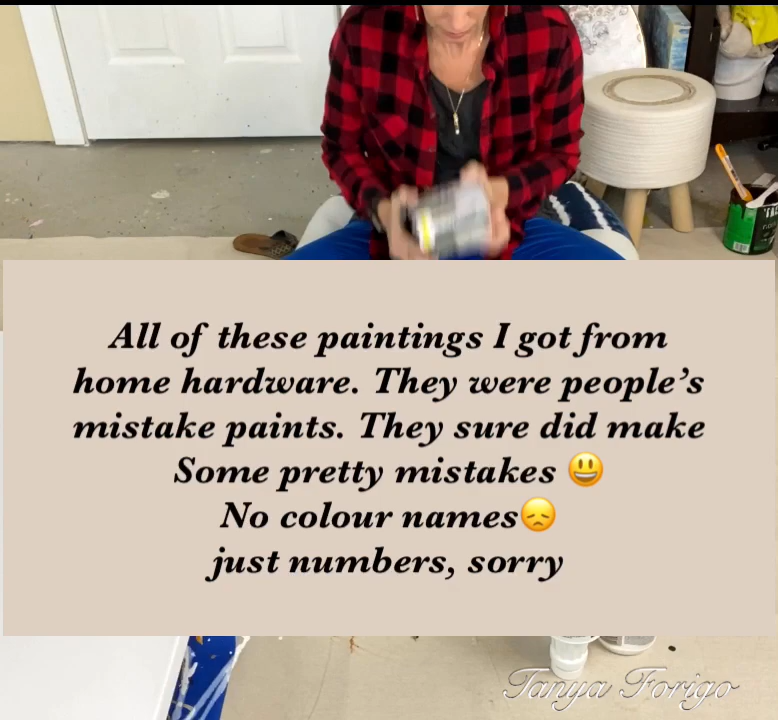 All of these paintings I got from
home hardware. They were people's
mistake paints. They sure did make
Some pretty mistakes 😃
No colour names😞
just numbers, sorry
Tanya Forigo